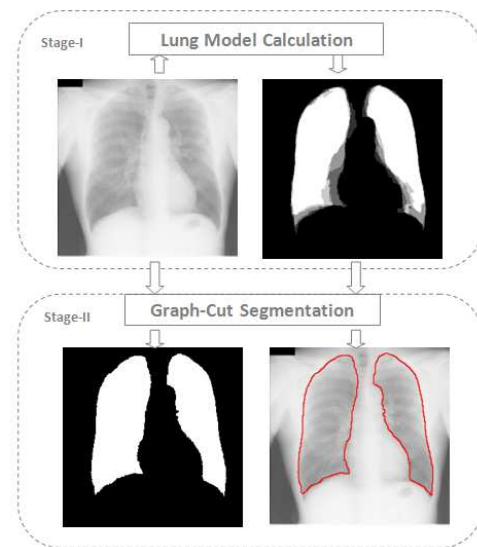 Stage-I
Lung Model Calculation
Stage-II
Graph-Cut Segmentation